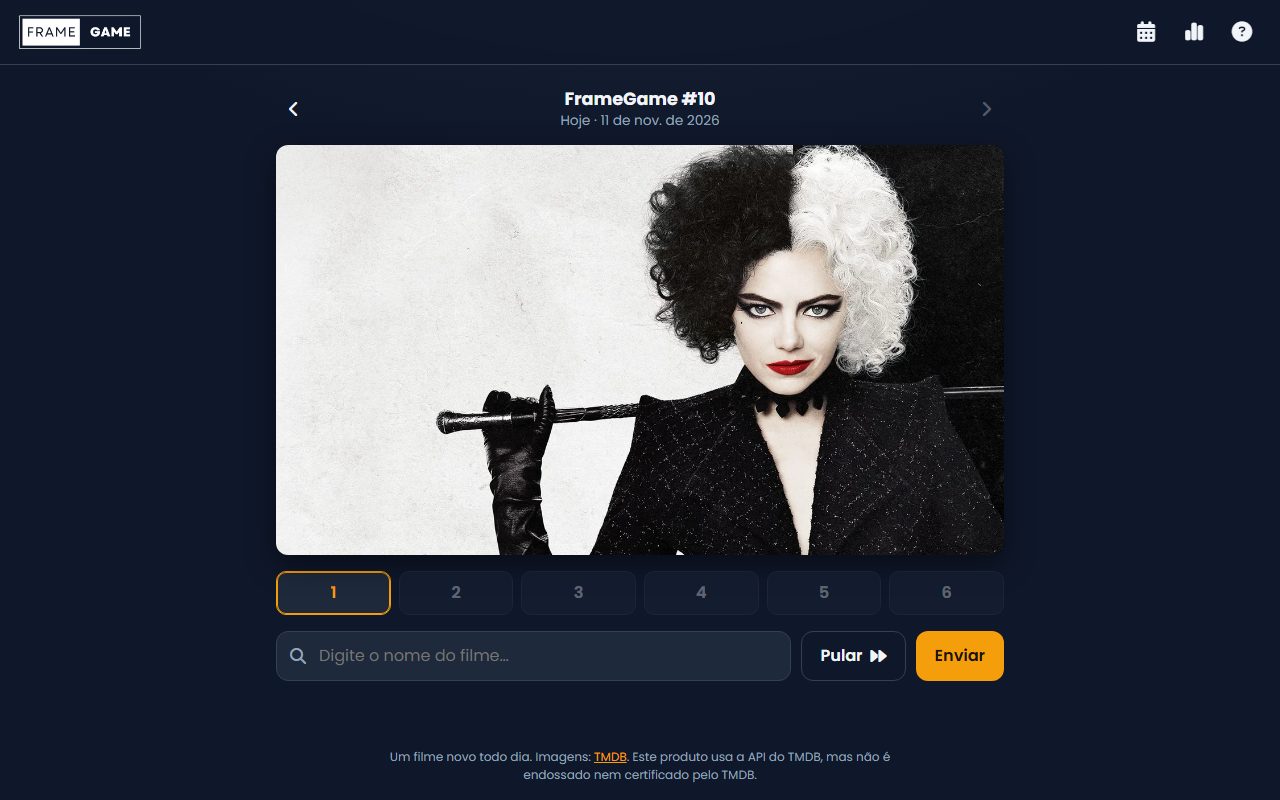 FRAME GAME
FrameGame #10
Hoje · 11 de nov. de 2026
1 2 3 4 5 6
Digite o nome do filme...
Pular
Enviar
Um filme novo todo dia. Imagens: TMDB. Este produto usa a API do TMDB, mas não é
endossado nem certificado pelo TMDB.